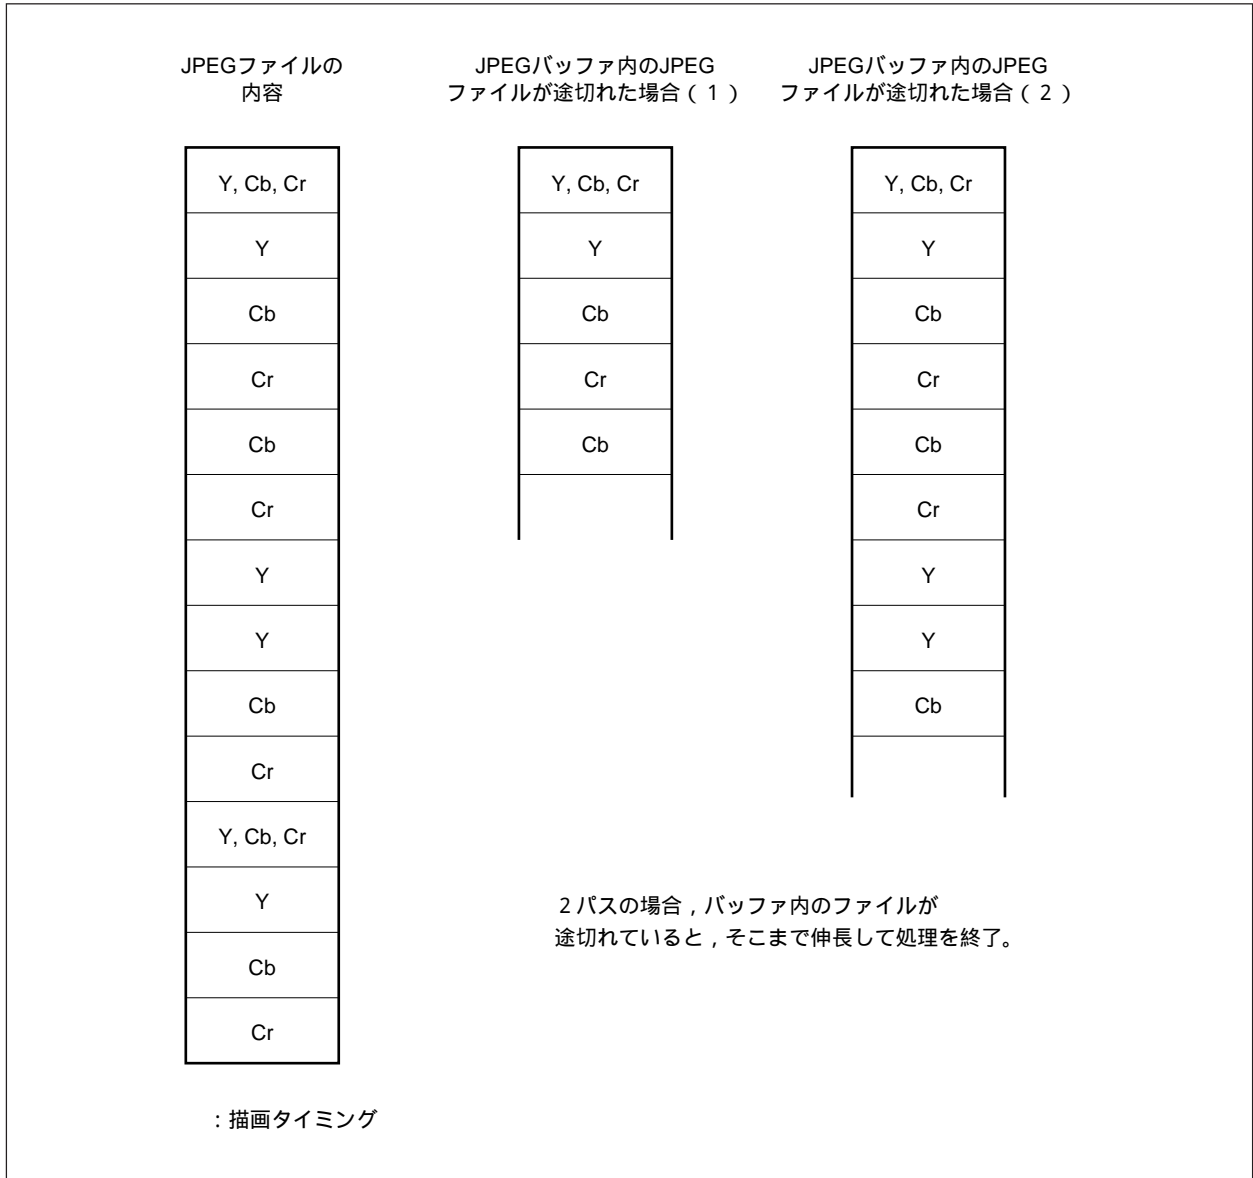 JPEGファイルの
内容
Y, Cb, Cr
Y
Cb
Cr
Cb
Cr
Y
Y
Cb
Cr
Y, Cb, Cr
Y
Cb
Cr
：描画タイミング
JPEGバッファ内のJPEG
ファイルが途切れた場合（１）
Y, Cb, Cr
Y
Cb
Cr
Cb
JPEGバッファ内のJPEG
ファイルが途切れた場合（２）
Y, Cb, Cr
Y
Cb
Cr
Cb
Cr
Y
Y
Cb
２パスの場合，バッファ内のファイルが
途切れていると，そこまで伸長して処理を終了。